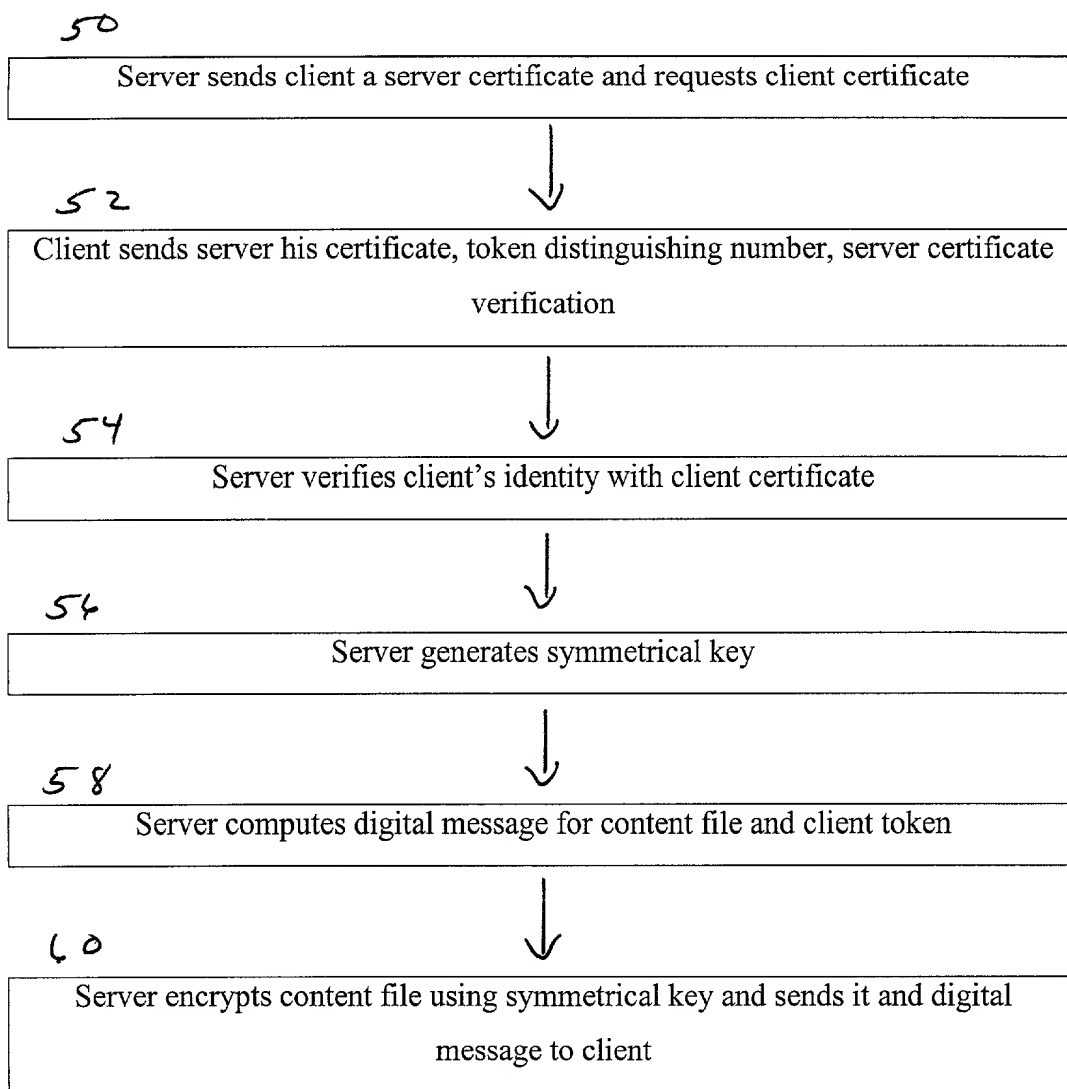 50
Server sends client a server certificate and requests client certificate
52
Client sends server his certificate, token distinguishing number, server certificate
verification
54
Server verifies client's identity with client certificate
56
Server generates symmetrical key
58
Server computes digital message for content file and client token
60
Server encrypts content file using symmetrical key and sends it and digital
message to client